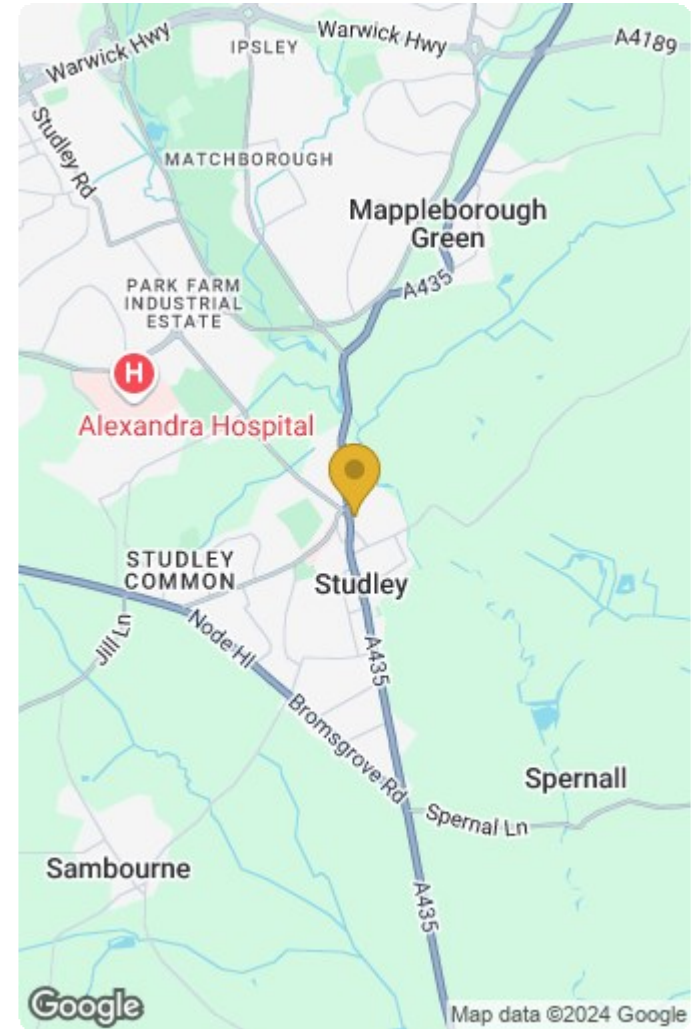 Warwick Hwy
IPSLEY
Warwick Hwy
A4189
Studley Rd
MATCHBOROUGH
Mappleborough
Green
PARK FARM
INDUSTRIAL
ESTATE
A435
H
Alexandra Hospital
STUDLEY
COMMON
Studley
Jill Ln
Node Hl
A435
Bromsgrove Rd
Spernall
Spernal Ln
Sambourne
A435
Google
Map data ©2024 Google